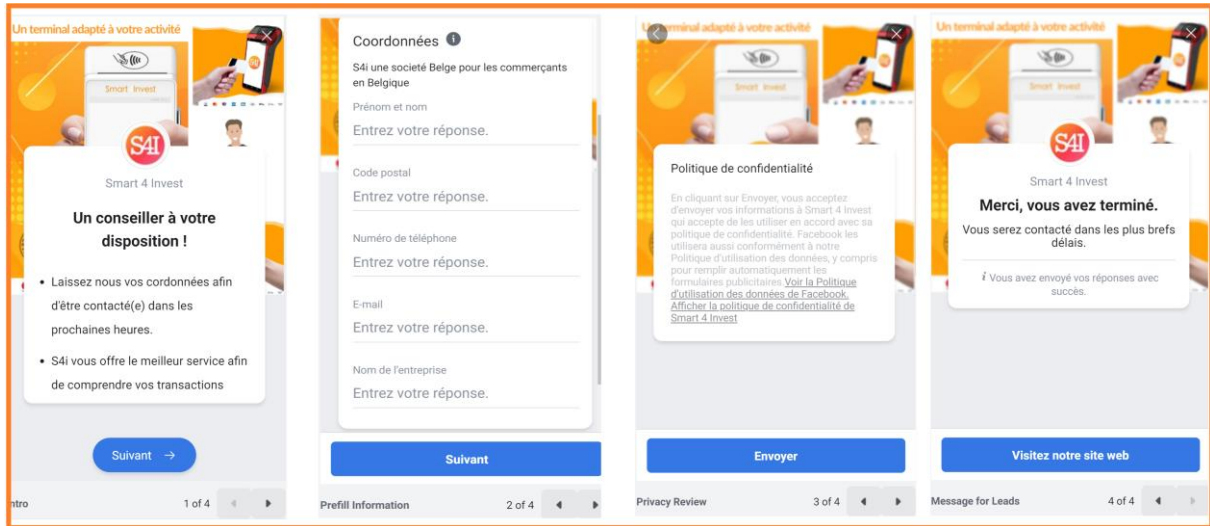 Un terminal adapté à votre activité
Smart Invest
S4I
Smart 4 Invest
Un conseiller à votre
disposition !
Laissez nous vos cordonnées afin
d'être contacté(e) dans les
prochaines heures.
S4i vous offre le meilleur service afin
de comprendre vos transactions
Suivant →
ntro
1 of 4
Coordonnées
S4i une societé Belge pour les commerçants
en Belgique
Prénom et nom
Entrez votre réponse.
Code postal
Entrez votre réponse.
Numéro de téléphone
Entrez votre réponse.
E-mail
Entrez votre réponse.
Nom de l'entreprise
Entrez votre réponse.
Suivant
Prefill Information
2 of 4
Un terminal adapté à votre activité
Smart Invest
Politique de confidentialité
En cliquant sur Envoyer, vous acceptez
d'envoyer vos informations à Smart 4 Invest
qui accepte de les utiliser en accord avec sa
politique de confidentialité. Facebook les
utilisera aussi conformément à notre
Politique d'utilisation des données, y compris
pour remplir automatiquement les
formulaires publicitaires.Voir la Politique
d'utilisation des données de Facebook.
Afficher la politique de confidentialité de
Smart 4 Invest
Envoyer
Privacy Review
3 of 4
Un terminal adapté à votre activité
Smart Invest
S4I
Smart 4 Invest
Merci, vous avez terminé.
Vous serez contacté dans les plus brefs
délais.
i Vous avez envoyé vos réponses avec
succès.
Visitez notre site web
Message for Leads
4 of 4